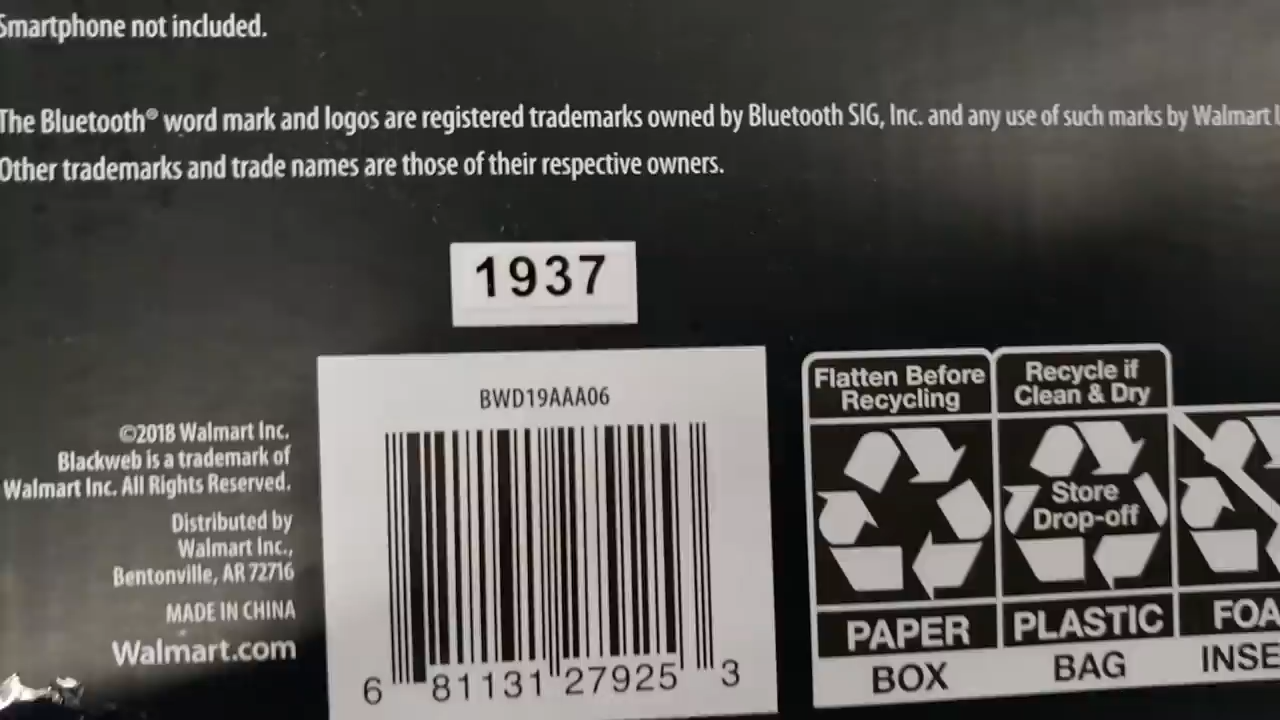 Smartphone not included.
The Bluetooth® word mark and logos are registered trademarks owned by Bluetooth SIG, Inc. and any use of such marks by Walmart
Other trademarks and trade names are those of their respective owners.
1937
©2018 Walmart Inc.
Blackweb is a trademark of
Walmart Inc. All Rights Reserved.
Distributed by
Walmart Inc.,
Bentonville, AR 72716
MADE IN CHINA
Walmart.com
BWD19AAA06
6 81131 27925 3
Flatten Before
Recycling
PAPER
BOX
Recycle if
Clean & Dry
Store
Drop-off
PLASTIC
BAG